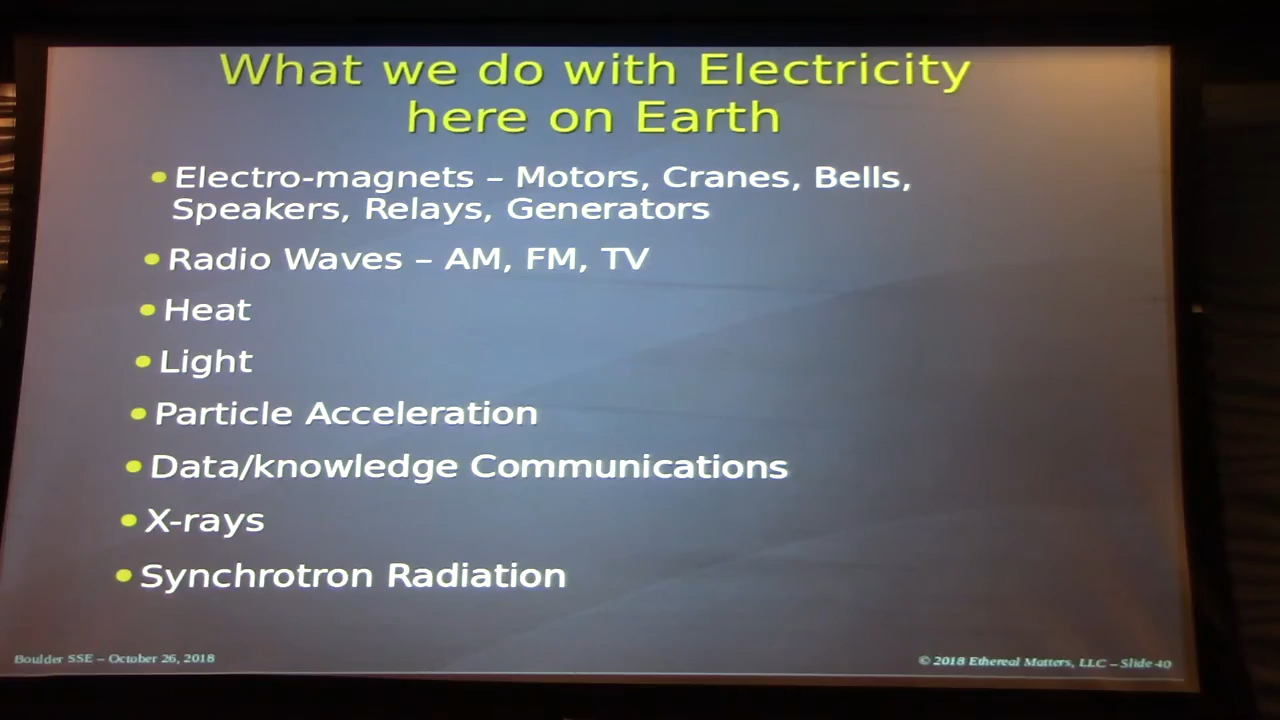 What we do with Electricity
here on Earth
• Electro-magnets – Motors, Cranes, Bells,
Speakers, Relays, Generators
• Radio Waves – AM, FM, TV
• Heat
• Light
• Particle Acceleration
• Data/knowledge Communications
• X-rays
• Synchrotron Radiation
Boulder SSE – October 26, 2018
© 2018 Ethereal Matters, LLC – Slide 40